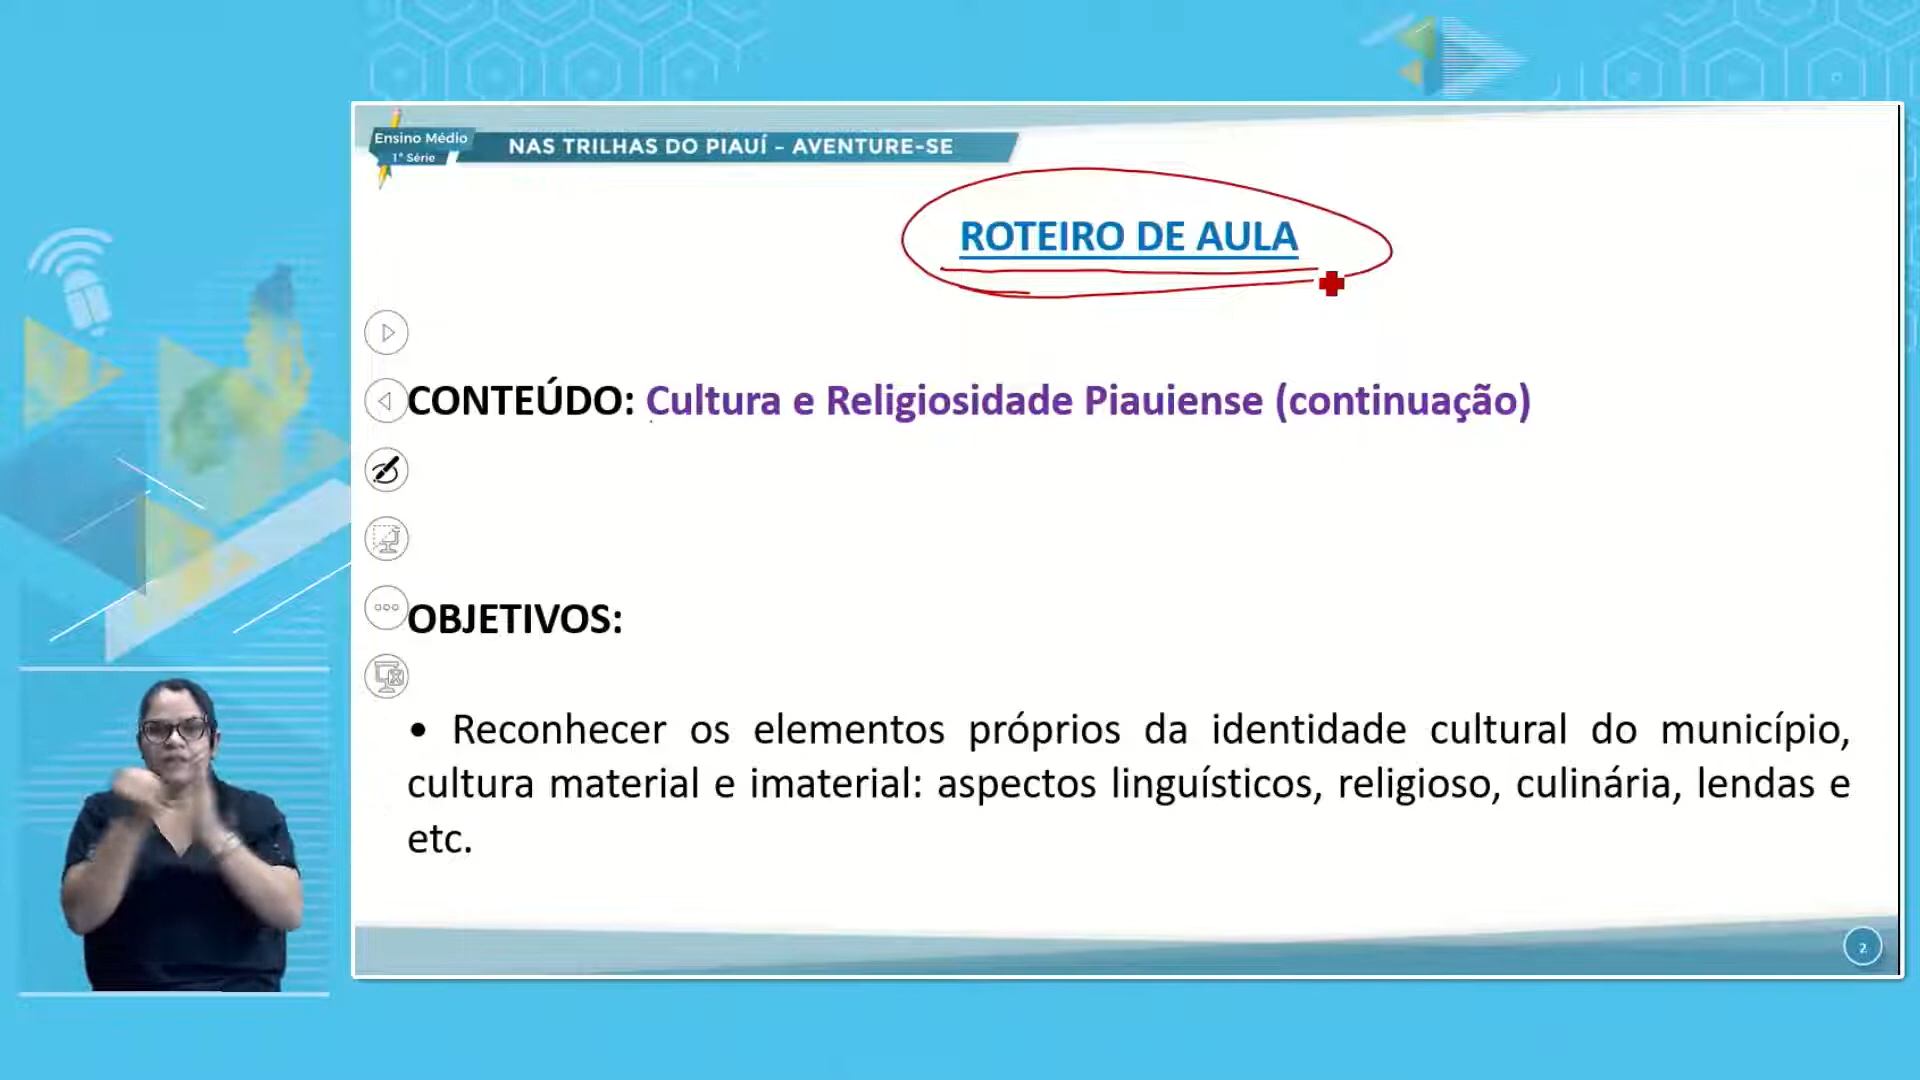 Ensino Médio
1ª Série
NAS TRILHAS DO PIAUÍ - AVENTURE-SE
ROTEIRO DE AULA
CONTEÚDO: Cultura e Religiosidade Piauiense (continuação)
OBJETIVOS:
• Reconhecer os elementos próprios da identidade cultural do município,
cultura material e imaterial: aspectos linguísticos, religioso, culinária, lendas e
etc.
2